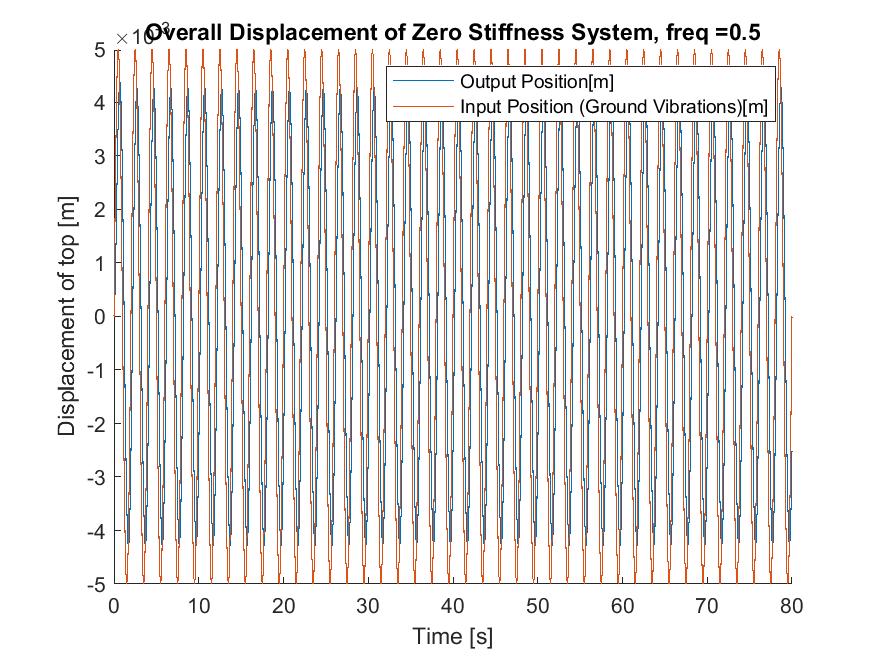 ×10-3
Overall Displacement of Zero Stiffness System, freq =0.5
5
4
3
2
1
0
-1
-2
-3
-4
-5
Displacement of top [m]
Output Position[m]
Input Position (Ground Vibrations)[m]
0 10 20 30 40 50 60 70 80
Time [s]